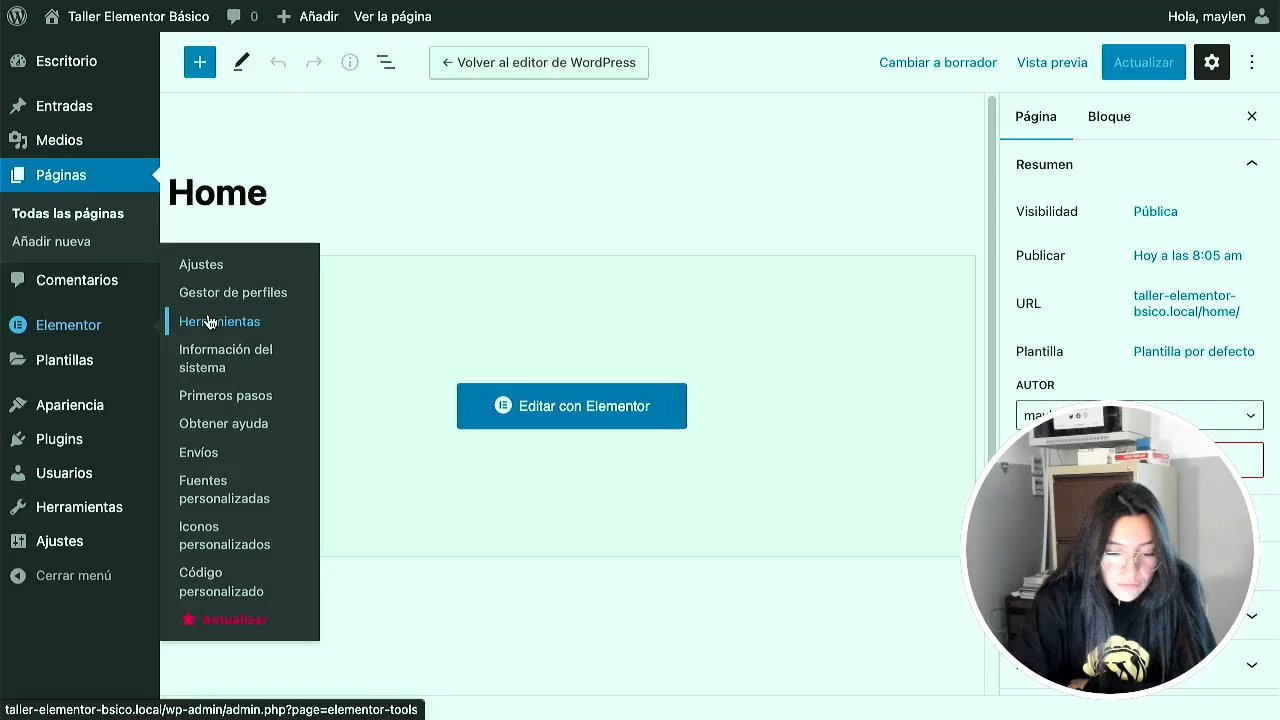 Taller Elementor Básico
0
Añadir
Ver la página
Hola, maylen
Escritorio
Entradas
Medios
Páginas
Todas las páginas
Añadir nueva
Comentarios
Elementor
Plantillas
Apariencia
Plugins
Usuarios
Herramientas
Ajustes
Cerrar menú
Ajustes
Gestor de perfiles
Herramientas
Información del
sistema
Primeros pasos
Obtener ayuda
Envíos
Fuentes
personalizadas
Iconos
personalizados
Código
personalizado
Actualizar
← Volver al editor de WordPress
Cambiar a borrador
Vista previa
Actualizar
Home
Editar con Elementor
Página
Bloque
Resumen
Visibilidad
Pública
Publicar
Hoy a las 8:05 am
URL
taller-elementor-
bsico.local/home/
Plantilla
Plantilla por defecto
AUTOR
taller-elementor-bsico.local/wp-admin/admin.php?page=elementor-tools